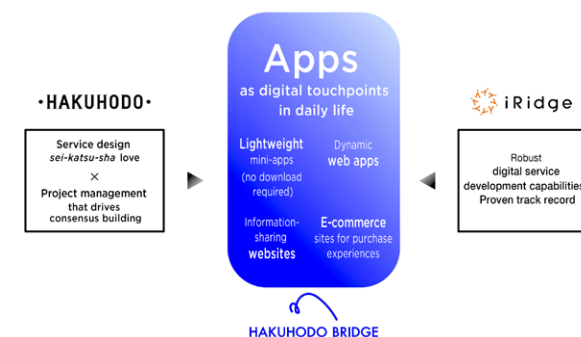 ·HAKUHODO·
Service design
sei-katsu-sha love
×
Project management
that drives
consensus building
Apps
as digital touchpoints
in daily life
Lightweight
mini-apps
(no download
required)
Dynamic
web apps
Information-
sharing
websites
E-commerce
sites for purchase
experiences
HAKUHODO BRIDGE
iRidge
Robust
digital service
development capabilities
Proven track record